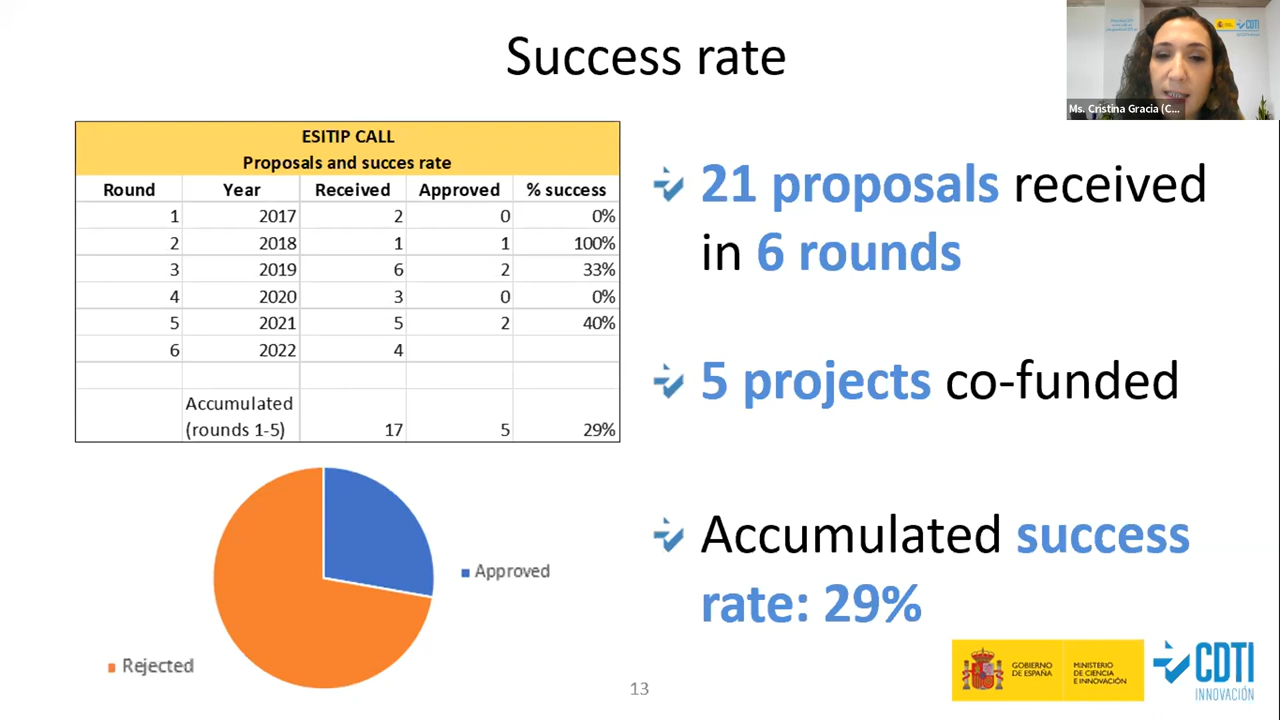 Success rate
Ms. Cristina Gracia (C...
CDTI
ESITIP CALL
Proposals and succes rate
Round Year Received Approved % success
1 2017 2 0 0%
2 2018 1 1 100%
3 2019 6 2 33%
4 2020 3 0 0%
5 2021 5 2 40%
6 2022 4
Accumulated
(rounds 1-5) 17 5 29%
21 proposals received
in 6 rounds
5 projects co-funded
Accumulated success
rate: 29%
Approved
Rejected
13
GOBIERNO
DE ESPAÑA
MINISTERIO
DE CIENCIA
E INNOVACIÓN
CDTI
INNOVACIÓN